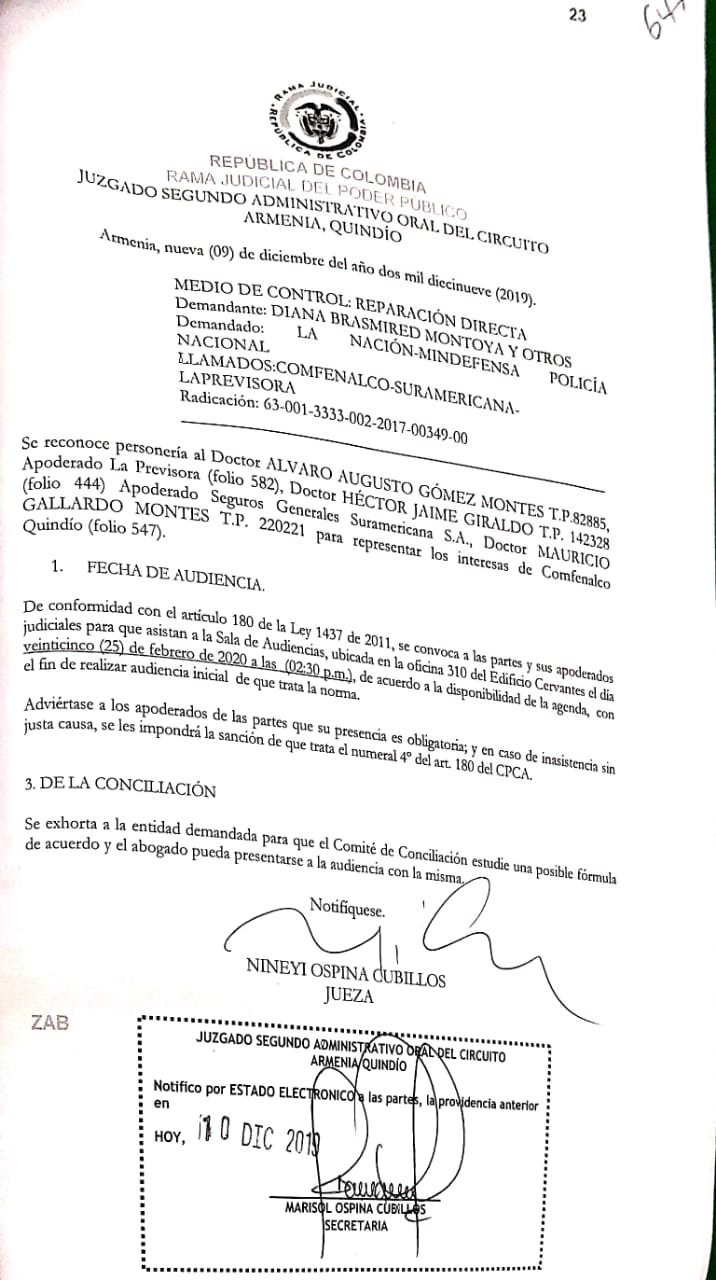 23
64
RAMA JUDICIAL
REPÚBLICA DE COLOMBIA
REPÚBLICA DE COLOMBIA
RAMA JUDICIAL DEL PODER PÚBLICO
JUZGADO SEGUNDO ADMINISTRATIVO ORAL DEL CIRCUITO
ARMENIA, QUINDÍO
Armenia, nueva (09) de diciembre del año dos mil diecinueve (2019).
MEDIO DE CONTROL: REPARACIÓN DIRECTA
Demandante: DIANA BRASMIRED MONTOYA Y OTROS
Demandado: LA NACIÓN-MINDEFENSA POLICÍA
NACIONAL
LLAMADOS:COMFENALCO-SURAMERICANA-
LAPREVISORA
Radicación: 63-001-3333-002-2017-00349-00
Se reconoce personería al Doctor ALVARO AUGUSTO GÓMEZ MONTES T.P.82885,
Apoderado La Previsora (folio 582), Doctor HÉCTOR JAIME GIRALDO T.P. 142328
(folio 444) Apoderado Seguros Generales Suramericana S.A., Doctor MAURICIO
GALLARDO MONTES T.P. 220221 para representar los interesas de Comfenalco
Quindío (folio 547).
1. FECHA DE AUDIENCIA.
De conformidad con el artículo 180 de la Ley 1437 de 2011, se convoca a las partes y sus apoderados
judiciales para que asistan a la Sala de Audiencias, ubicada en la oficina 310 del Edificio Cervantes el día
veinticinco (25) de febrero de 2020 a las (02:30 p.m.), de acuerdo a la disponibilidad de la agenda, con
el fin de realizar audiencia inicial de que trata la norma.
Adviértase a los apoderados de las partes que su presencia es obligatoria; y en caso de inasistencia sin
justa causa, se les impondrá la sanción de que trata el numeral 4º del art. 180 del CPCA.
3. DE LA CONCILIACIÓN
Se exhorta a la entidad demandada para que el Comité de Conciliación estudie una posible fórmula
de acuerdo y el abogado pueda presentarse a la audiencia con la misma.
Notifíquese.
NINEYI OSPINA CUBILLOS
JUEZA
ZAB
JUZGADO SEGUNDO ADMINISTRATIVO ORAL DEL CIRCUITO
ARMENIA QUINDÍO
Notifico por ESTADO ELECTRONICO a las partes, la providencia anterior
en
HOY, 10 DIC 2019
MARISOL OSPINA CUBILLOS
SECRETARIA